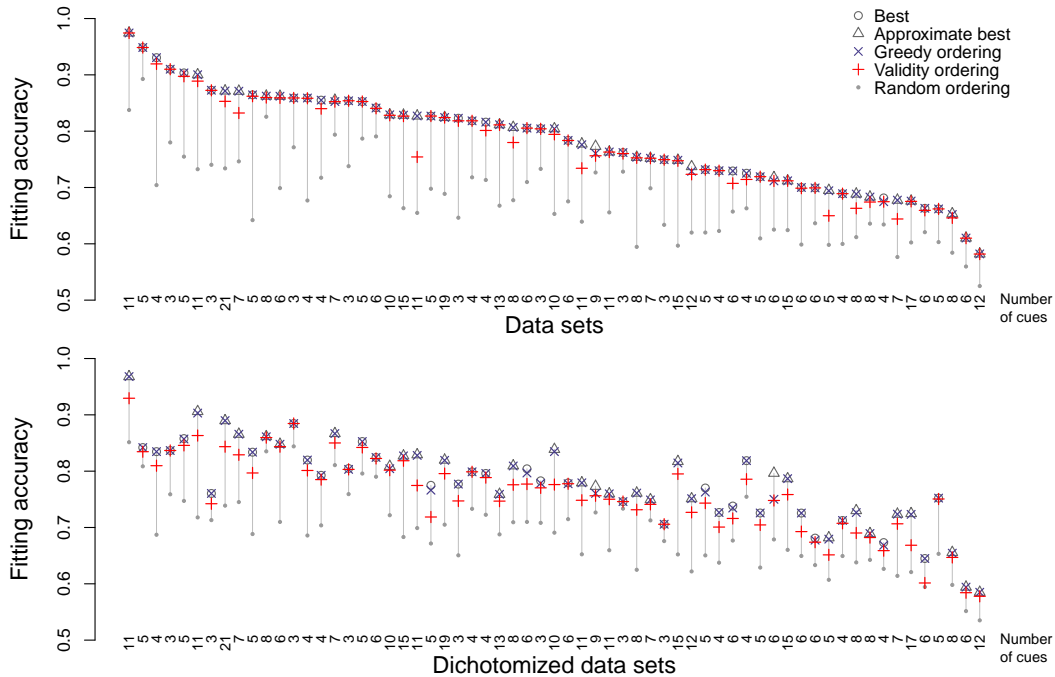 1.0
0.9
0.8
0.7
0.6
0.5
Fitting accuracy
Best
Approximate best
Greedy ordering
Validity ordering
Random ordering
11 5 4 3 5 11 3 21 7 5 8 6 3 4 4 7 3 5 6 10 15 11 5 19 3 4 4 13 8 6 3 10 6 11 9 11 3 8 7 3 15 12 5 4 6 4 5 6 15 6 6 5 4 8 8 4 7 17 6 5 8 6 12
Number
of cues
Data sets
1.0
0.9
0.8
0.7
0.6
0.5
Fitting accuracy
11 5 4 3 5 11 3 21 7 5 8 6 3 4 4 7 3 5 6 10 15 11 5 19 3 4 4 13 8 6 3 10 6 11 9 11 3 8 7 3 15 12 5 4 6 4 5 6 15 6 6 5 4 8 8 4 7 17 6 5 8 6 12
Number
of cues
Dichotomized data sets